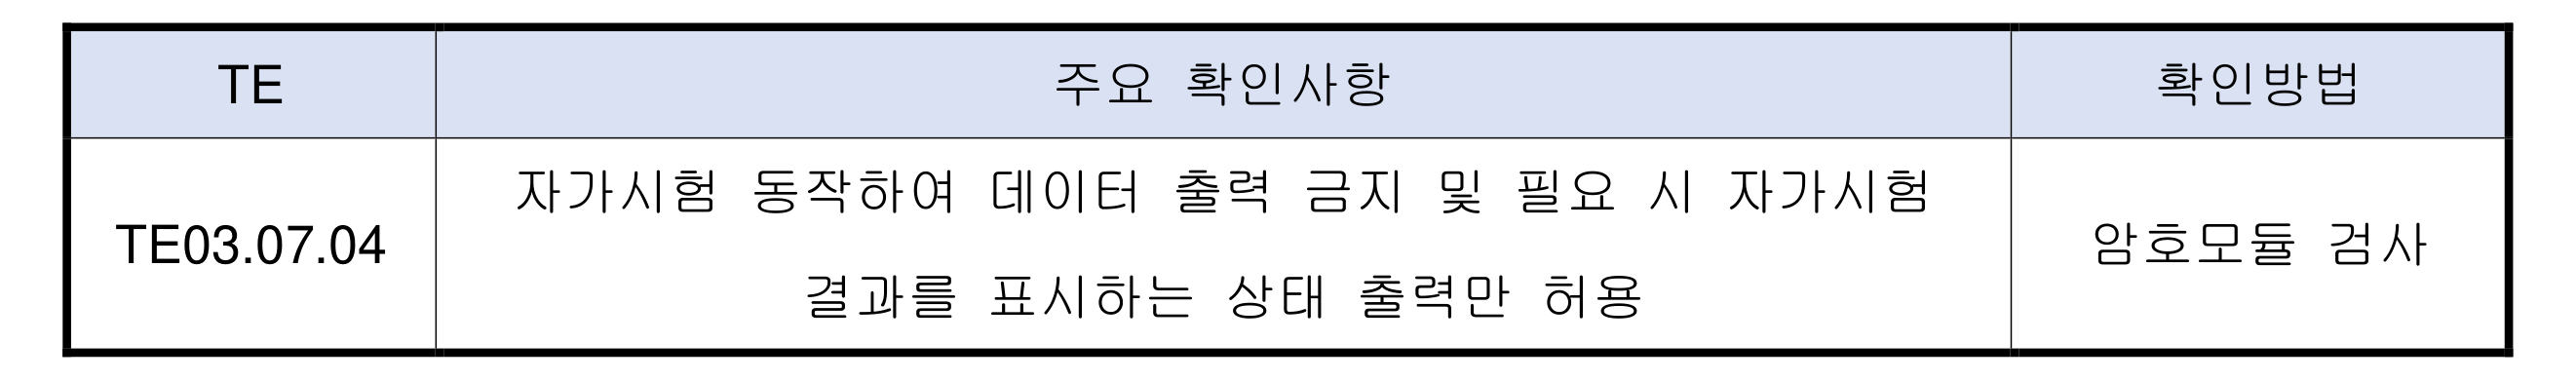 TE 주요 확인사항 확인방법
자가시험 동작하여 데이터 출력 금지 및 필요 시 자가시험
TE03.07.04 암호모듈 검사
결과를 표시하는 상태 출력만 허용